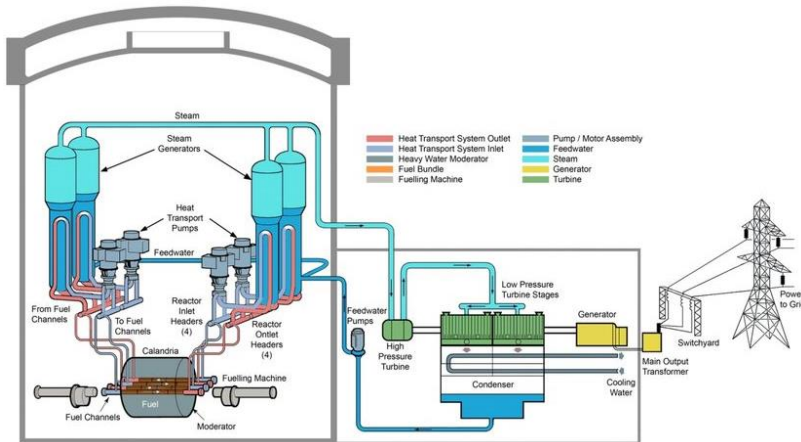 Steam
Steam
Generators
Heat
Transport
Pumps
Feedwater
From Fuel
Channels
To Fuel
Channels
Reactor
Inlet
Headers
(4)
Reactor
Outlet
Headers
(4)
Calandria
Fuelling Machine
Fuel
Fuel Channels
Moderator
Heat Transport System Outlet
Heat Transport System Inlet
Heavy Water Moderator
Fuel Bundle
Fuelling Machine
Pump / Motor Assembly
Feedwater
Steam
Generator
Turbine
Feedwater
Pumps
High
Pressure
Turbine
Low Pressure
Turbine Stages
Condenser
Generator
Cooling
Water
Main Output
Transformer
Switchyard
Power
to Gri